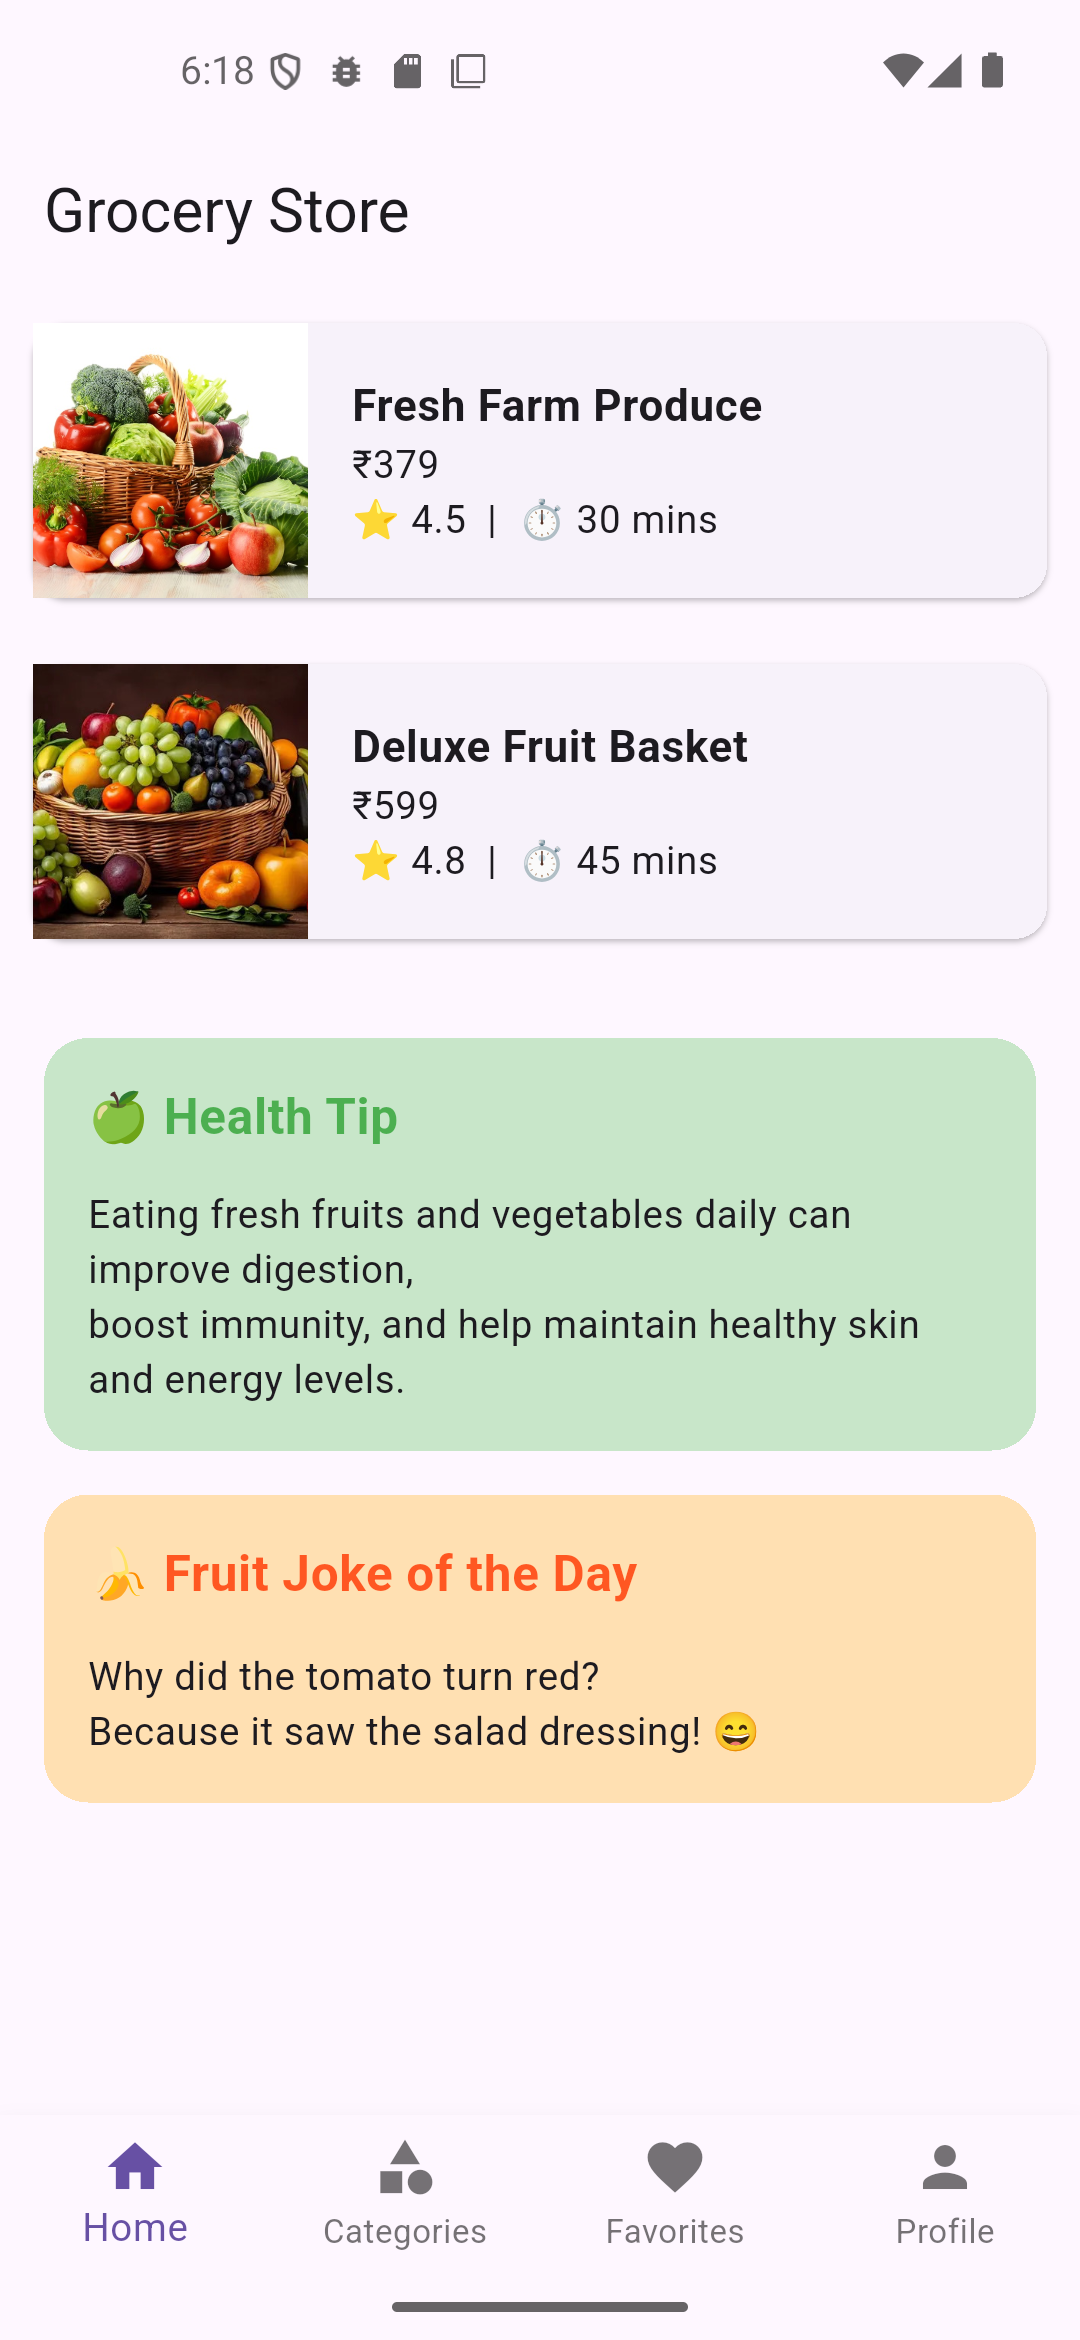 6:18
Grocery Store
Fresh Farm Produce
₹379
⭐ 4.5 | ⏱️ 30 mins
Deluxe Fruit Basket
₹599
⭐ 4.8 | ⏱️ 45 mins
🍏 Health Tip
Eating fresh fruits and vegetables daily can
improve digestion,
boost immunity, and help maintain healthy skin
and energy levels.
🍌 Fruit Joke of the Day
Why did the tomato turn red?
Because it saw the salad dressing! 😄
Home
Categories
Favorites
Profile